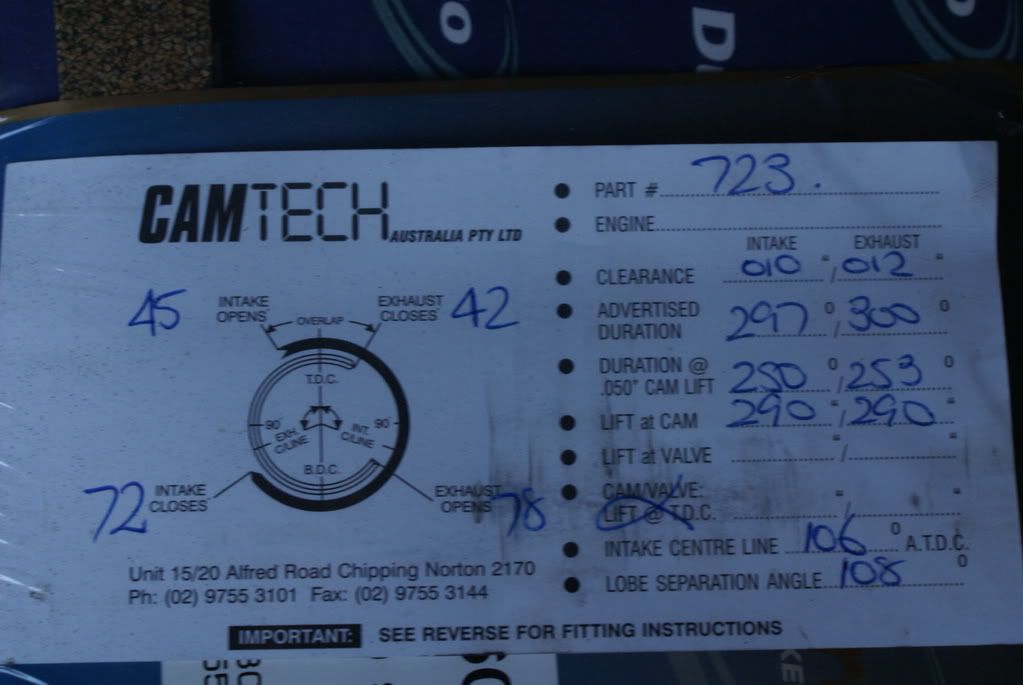 CAMTECH AUSTRALIA PTY LTD
45 INTAKE OPENS
EXHAUST CLOSES 42
OVERLAP
T.D.C.
90°
90°
EXH. C/LINE
INT. C/LINE
B.D.C.
72 INTAKE CLOSES
EXHAUST OPENS 78
Unit 15/20 Alfred Road Chipping Norton 2170
Ph: (02) 9755 3101 Fax: (02) 9755 3144
PART # 723.
ENGINE
INTAKE EXHAUST
CLEARANCE 010 " / 012 "
ADVERTISED DURATION 297 ° / 300 °
DURATION @ .050" CAM LIFT 250 ° / 253 °
LIFT at CAM 290 " / 290 "
LIFT at VALVE " / "
CAM/VALVE: LIFT @ T.D.C. " / "
INTAKE CENTRE LINE 106 ° A.T.D.C.
LOBE SEPARATION ANGLE 108 °
IMPORTANT: SEE REVERSE FOR FITTING INSTRUCTIONS